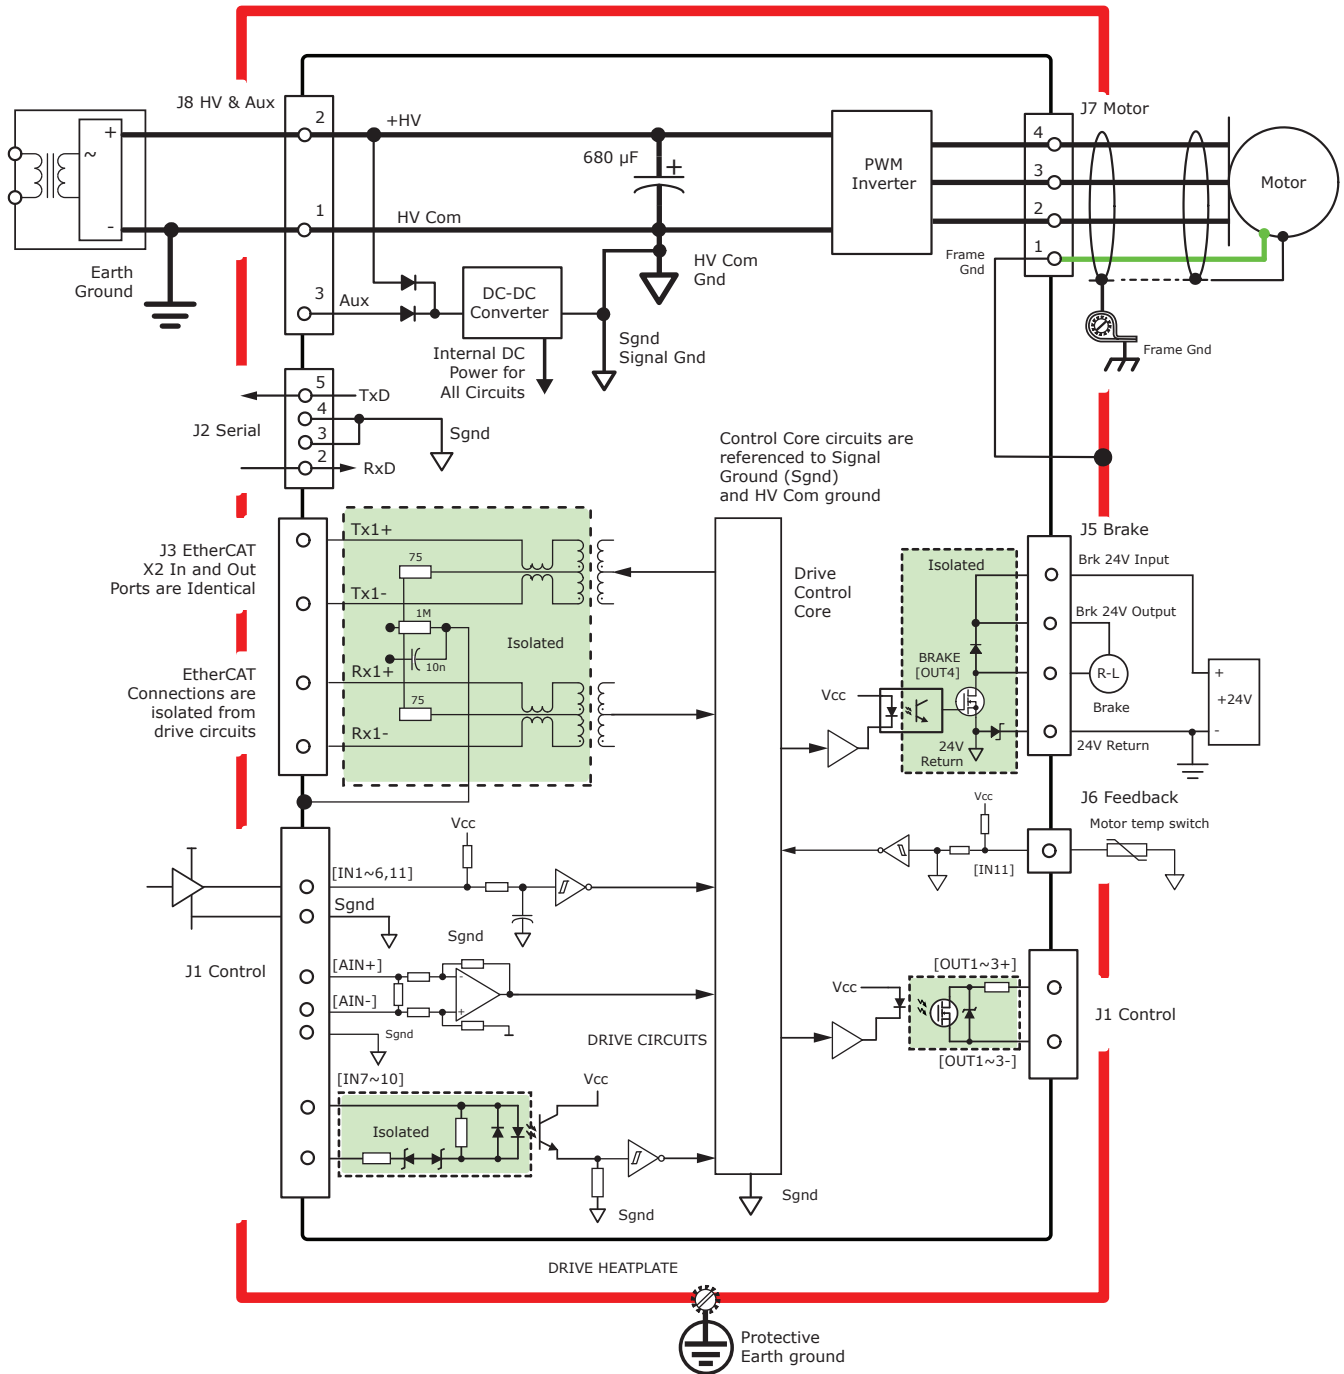 J8 HV & Aux
2
+HV
+
~
-
680 µF
+
PWM
Inverter
J7 Motor
4
3
2
1
Motor
Frame
Gnd
1
HV Com
Earth
Ground
3
Aux
DC-DC
Converter
HV Com
Gnd
Sgnd
Signal Gnd
Internal DC
Power for
All Circuits
Frame Gnd
J2 Serial
5
TxD
4
3
Sgnd
2
RxD
Control Core circuits are
referenced to Signal
Ground (Sgnd)
and HV Com ground
J3 EtherCAT
X2 In and Out
Ports are Identical
Tx1+
75
Tx1-
1M
Isolated
10n
Rx1+
75
Rx1-
EtherCAT
Connections are
isolated from
drive circuits
Drive
Control
Core
J5 Brake
Isolated
Brk 24V Input
Brk 24V Output
BRAKE
[OUT4]
Vcc
R-L
Brake
+
+24V
-
24V
Return
24V Return
J6 Feedback
Vcc
Motor temp switch
[IN11]
Vcc
[IN1~6,11]
Sgnd
Sgnd
J1 Control
[AIN+]
-
[AIN-]
+
Sgnd
DRIVE CIRCUITS
[OUT1~3+]
Vcc
J1 Control
[OUT1~3-]
[IN7~10]
Vcc
Isolated
Sgnd
Sgnd
DRIVE HEATPLATE
Protective
Earth ground